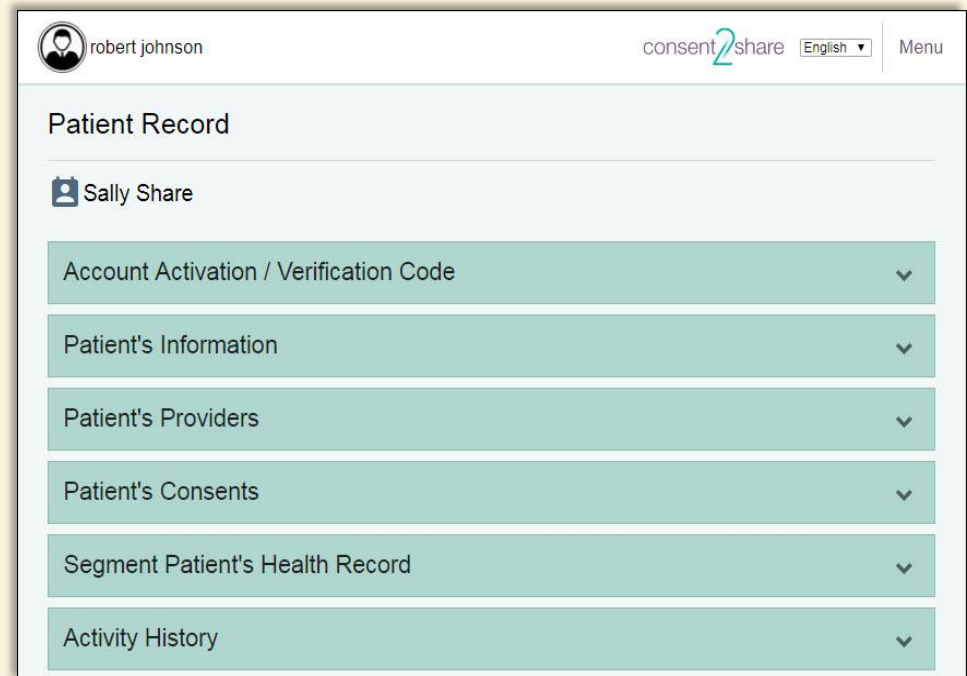 robert johnson consent2share English Menu
Patient Record
Sally Share
Account Activation / Verification Code
Patient's Information
Patient's Providers
Patient's Consents
Segment Patient's Health Record
Activity History